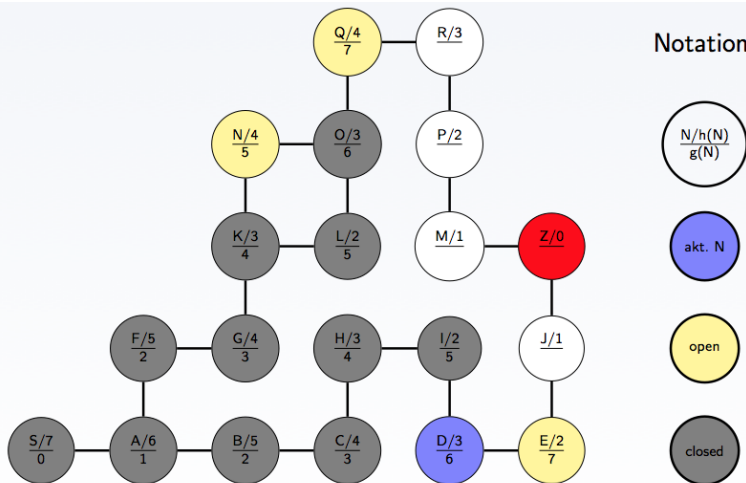 Q/4
7
R/3
Notation
N/4
5
O/3
6
P/2
N/h(N)
g(N)
K/3
4
L/2
5
M/1
Z/0
akt. N
F/5
2
G/4
3
H/3
4
I/2
5
J/1
open
S/7
0
A/6
1
B/5
2
C/4
3
D/3
6
E/2
7
closed